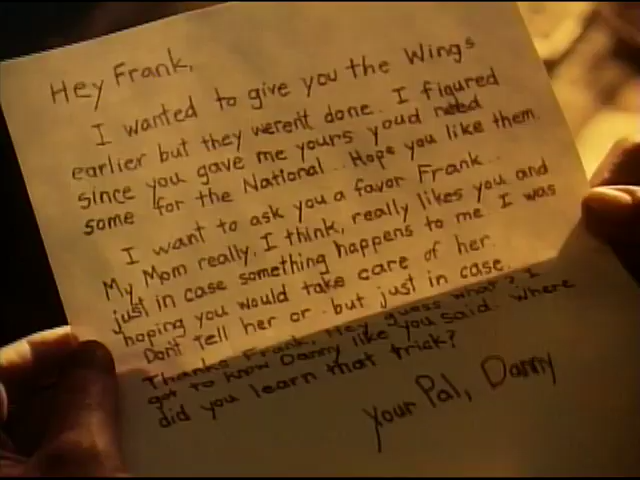 Hey Frank,
I wanted to give you the Wings
earlier but they werent done. I figured
since you gave me yours youd need
some for the National.. Hope you like them.
I want to ask you a favor Frank...
My Mom really, I think, really likes you and
just in case something happens to me I was
hoping you would take care of her.
Don't Tell her or.. but just in case.
Thanks Frank, Hey guess what? I
got to know Danny like you said. Where
did you learn that trick?
Your Pal, Danny